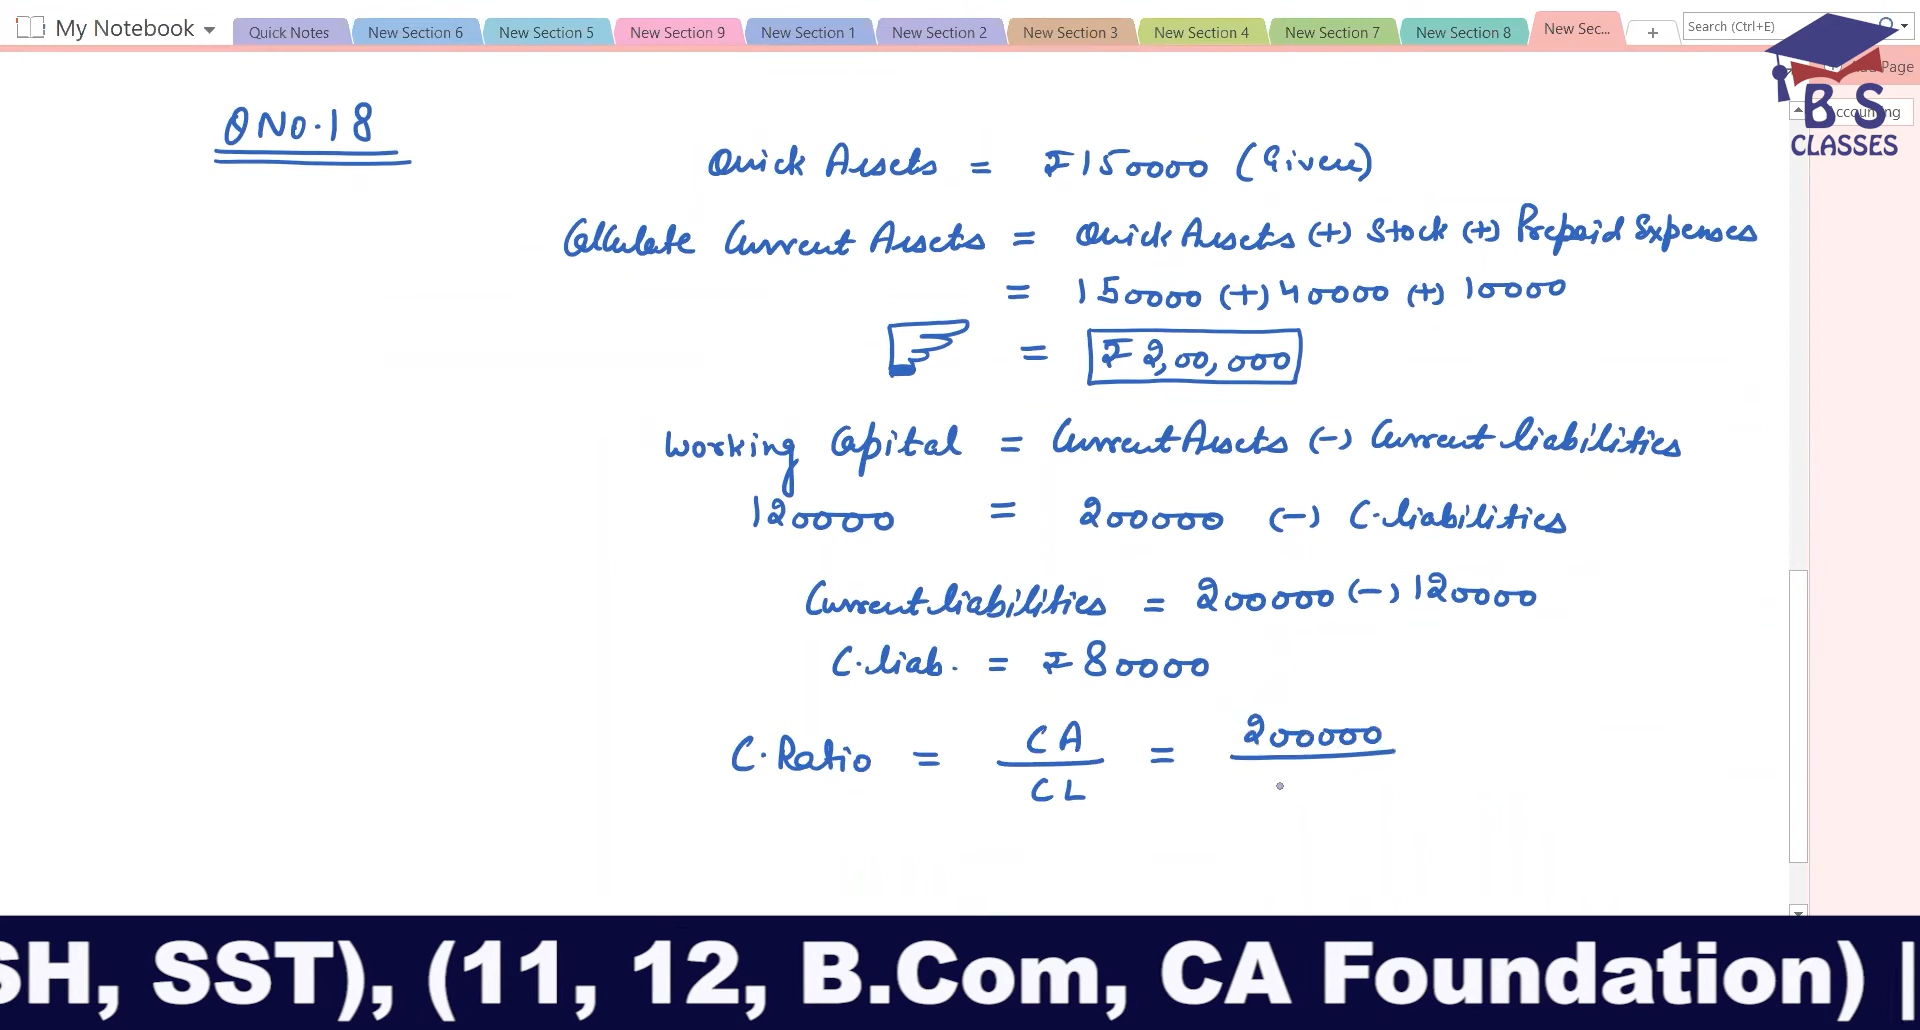 My Notebook
Quick Notes
New Section 6
New Section 5
New Section 9
New Section 1
New Section 2
New Section 3
New Section 4
New Section 7
New Section 8
New Sec...
+
Search (Ctrl+E)
Page
BS
CLASSES
Q No. 18
Quick Assets = ₹150000 (Given)
Calculate Current Assets = Quick Assets (+) Stock (+) Prepaid Expenses
= 150000 (+) 40000 (+) 10000
= ₹2,00,000
Working Capital = Current Assets (-) Current liabilities
120000 = 200000 (-) C.liabilities
Current liabilities = 200000 (-) 120000
C.liab. = ₹80000
C.Ratio = CA/CL = 200000
SH, SST), (11, 12, B.Com, CA Foundation) |